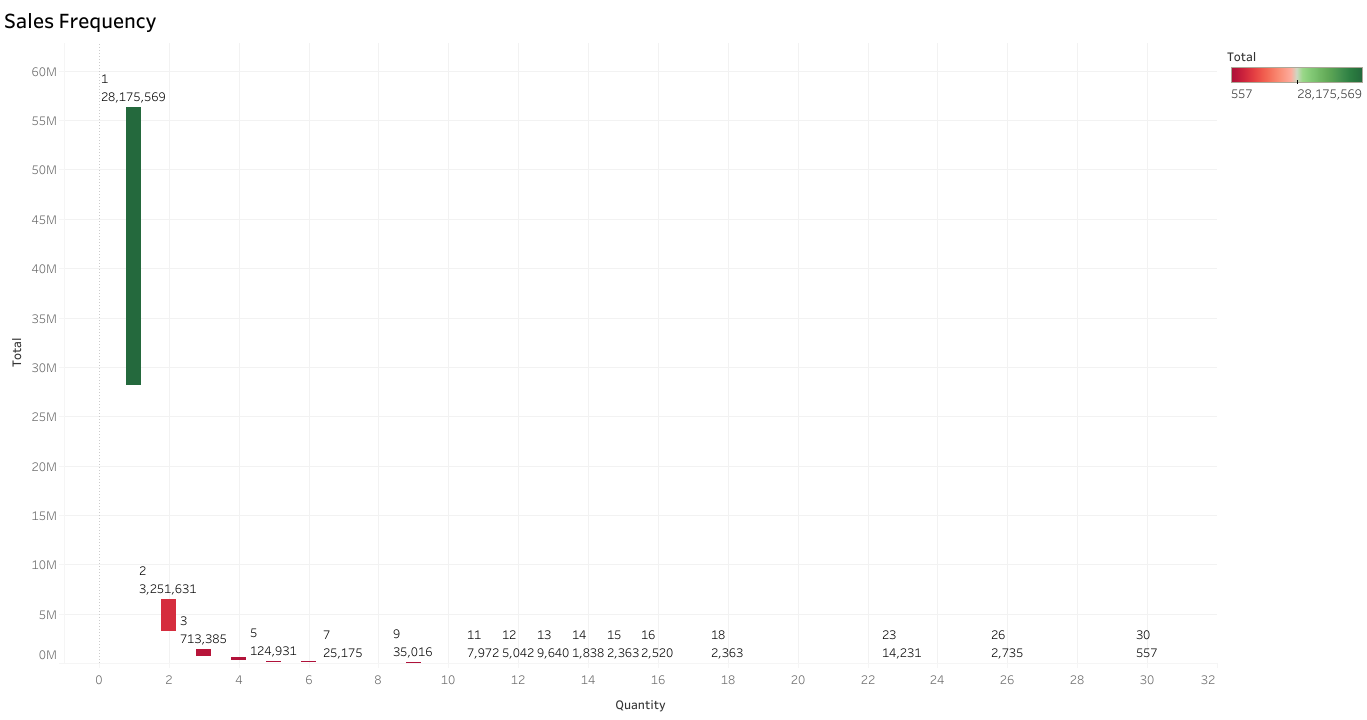 Sales Frequency
Total
557 28,175,569
60M
55M
50M
45M
40M
35M
30M
25M
20M
15M
10M
5M
0M
Total
1
28,175,569
2
3,251,631
3
713,385
5
124,931
7
25,175
9
35,016
11
7,972
12
5,042
13
9,640
14
1,838
15
2,363
16
2,520
18
2,363
23
14,231
26
2,735
30
557
0 2 4 6 8 10 12 14 16 18 20 22 24 26 28 30 32
Quantity